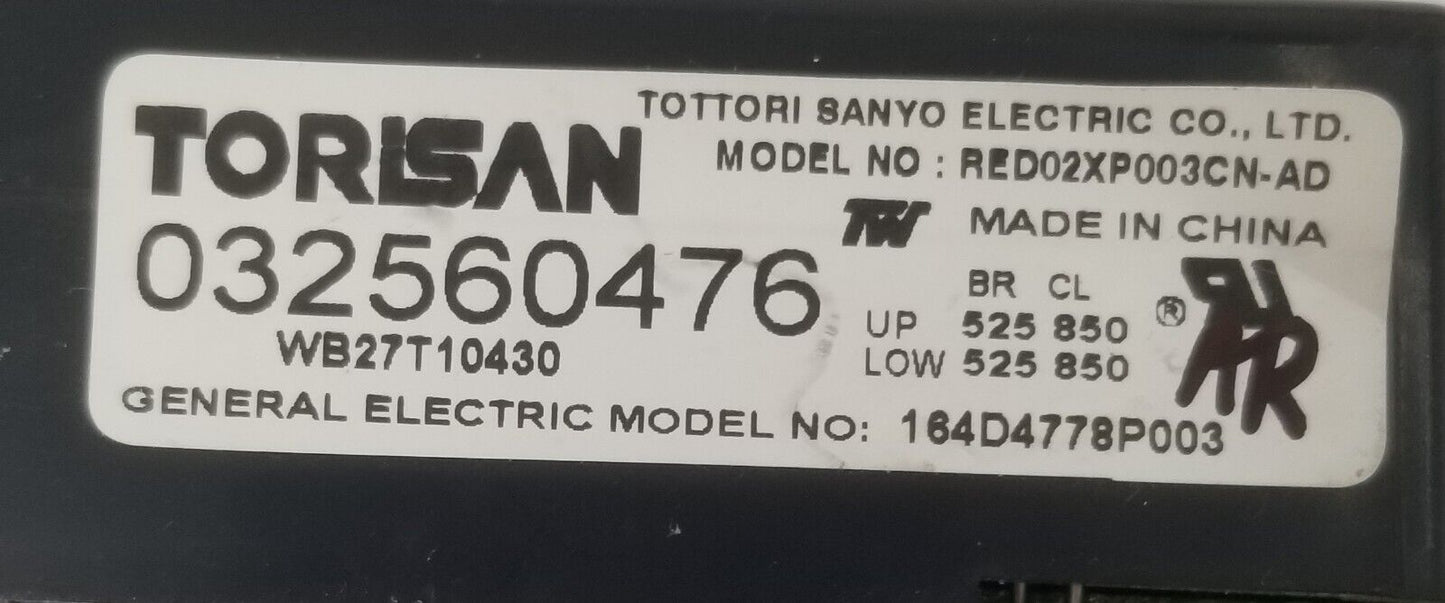 TORISAN
TOTTORI SANYO ELECTRIC CO., LTD.
MODEL NO : RED02XP003CN-AD
MADE IN CHINA
032560476
BR CL
UP 525 850
LOW 525 850
®
WB27T10430
GENERAL ELECTRIC MODEL NO: 164D4778P003